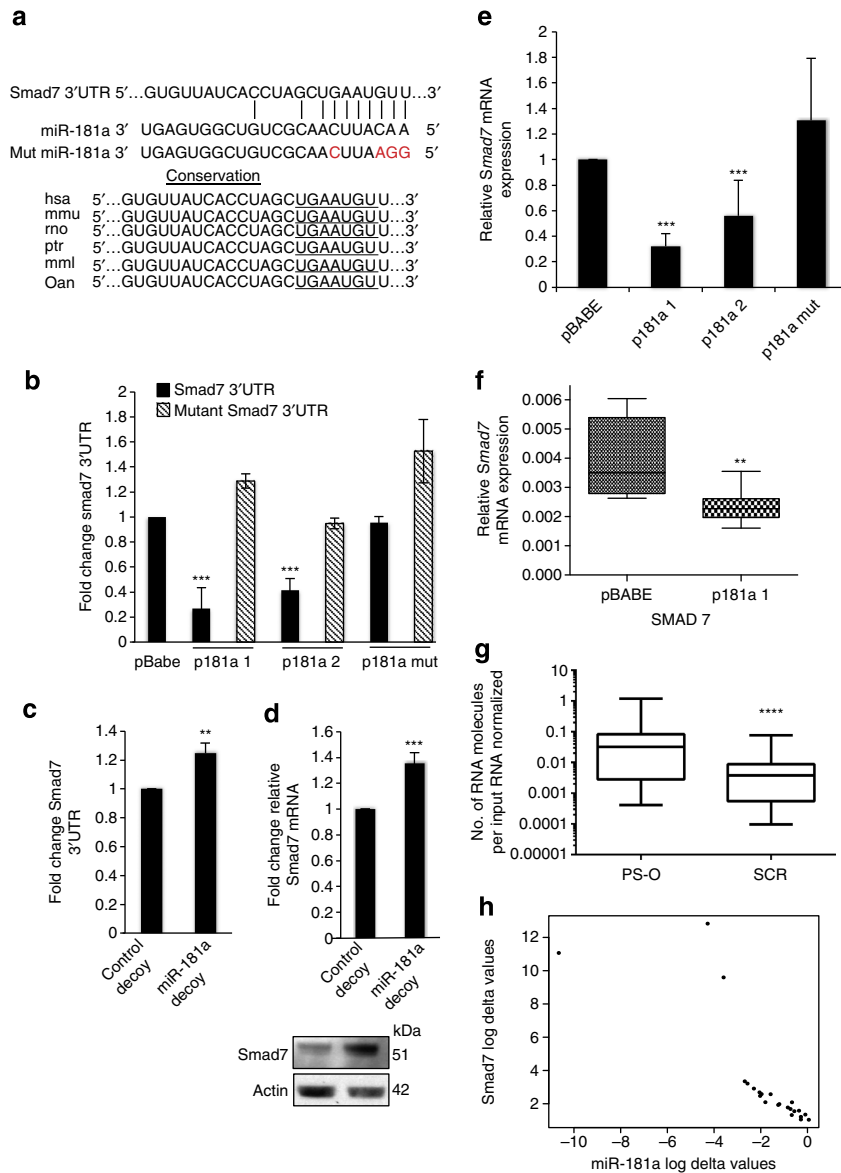 a
Smad7 3′UTR 5′...GUGUUAUCACCUAGCUGAAUGUU...3′
miR-181a 3′ UGAGUGGCUGUCGCAACUUACAA 5′
Mut miR-181a 3′ UGAGUGGCUGUCGCAACUUAAGG 5′
Conservation
hsa 5′...GUGUUAUCACCUAGCUGAAUGUU...3′
mmu 5′...GUGUUAUCACCUAGCUGAAUGUU...3′
rno 5′...GUGUUAUCACCUAGCUGAAUGUU...3′
ptr 5′...GUGUUAUCACCUAGCUGAAUGUU...3′
mml 5′...GUGUUAUCACCUAGCUGAAUGUU...3′
Oan 5′...GUGUUAUCACCUAGCUGAAUGUU...3′
b
Smad7 3′UTR
Mutant Smad7 3′UTR
Fold change smad7 3′UTR
2
1.8
1.6
1.4
1.2
1
0.8
0.6
0.4
0.2
0
***
***
pBabe p181a 1 p181a 2 p181a mut
c
Fold change Smad7
3′UTR
1.4
1.2
1
0.8
0.6
0.4
0.2
0
**
Control
decoy
miR-181a
decoy
d
Fold change relative
Smad7 mRNA
1.6
1.4
1.2
1
0.8
0.6
0.4
0.2
0
***
Control
decoy
miR-181a
decoy
kDa
Smad7 51
Actin 42
e
Relative Smad7 mRNA
expression
2
1.8
1.6
1.4
1.2
1
0.8
0.6
0.4
0.2
0
***
***
pBABE
p181a 1
p181a 2
p181a mut
f
Relative Smad7
mRNA expression
0.006
0.005
0.004
0.003
0.002
0.001
0.000
**
pBABE p181a 1
SMAD 7
g
No. of RNA molecules
per input RNA normalized
10
1
0.1
0.01
0.001
0.0001
0.00001
****
PS-O SCR
h
Smad7 log delta values
12
10
8
6
4
2
−10 −8 −6 −4 −2 0
miR-181a log delta values